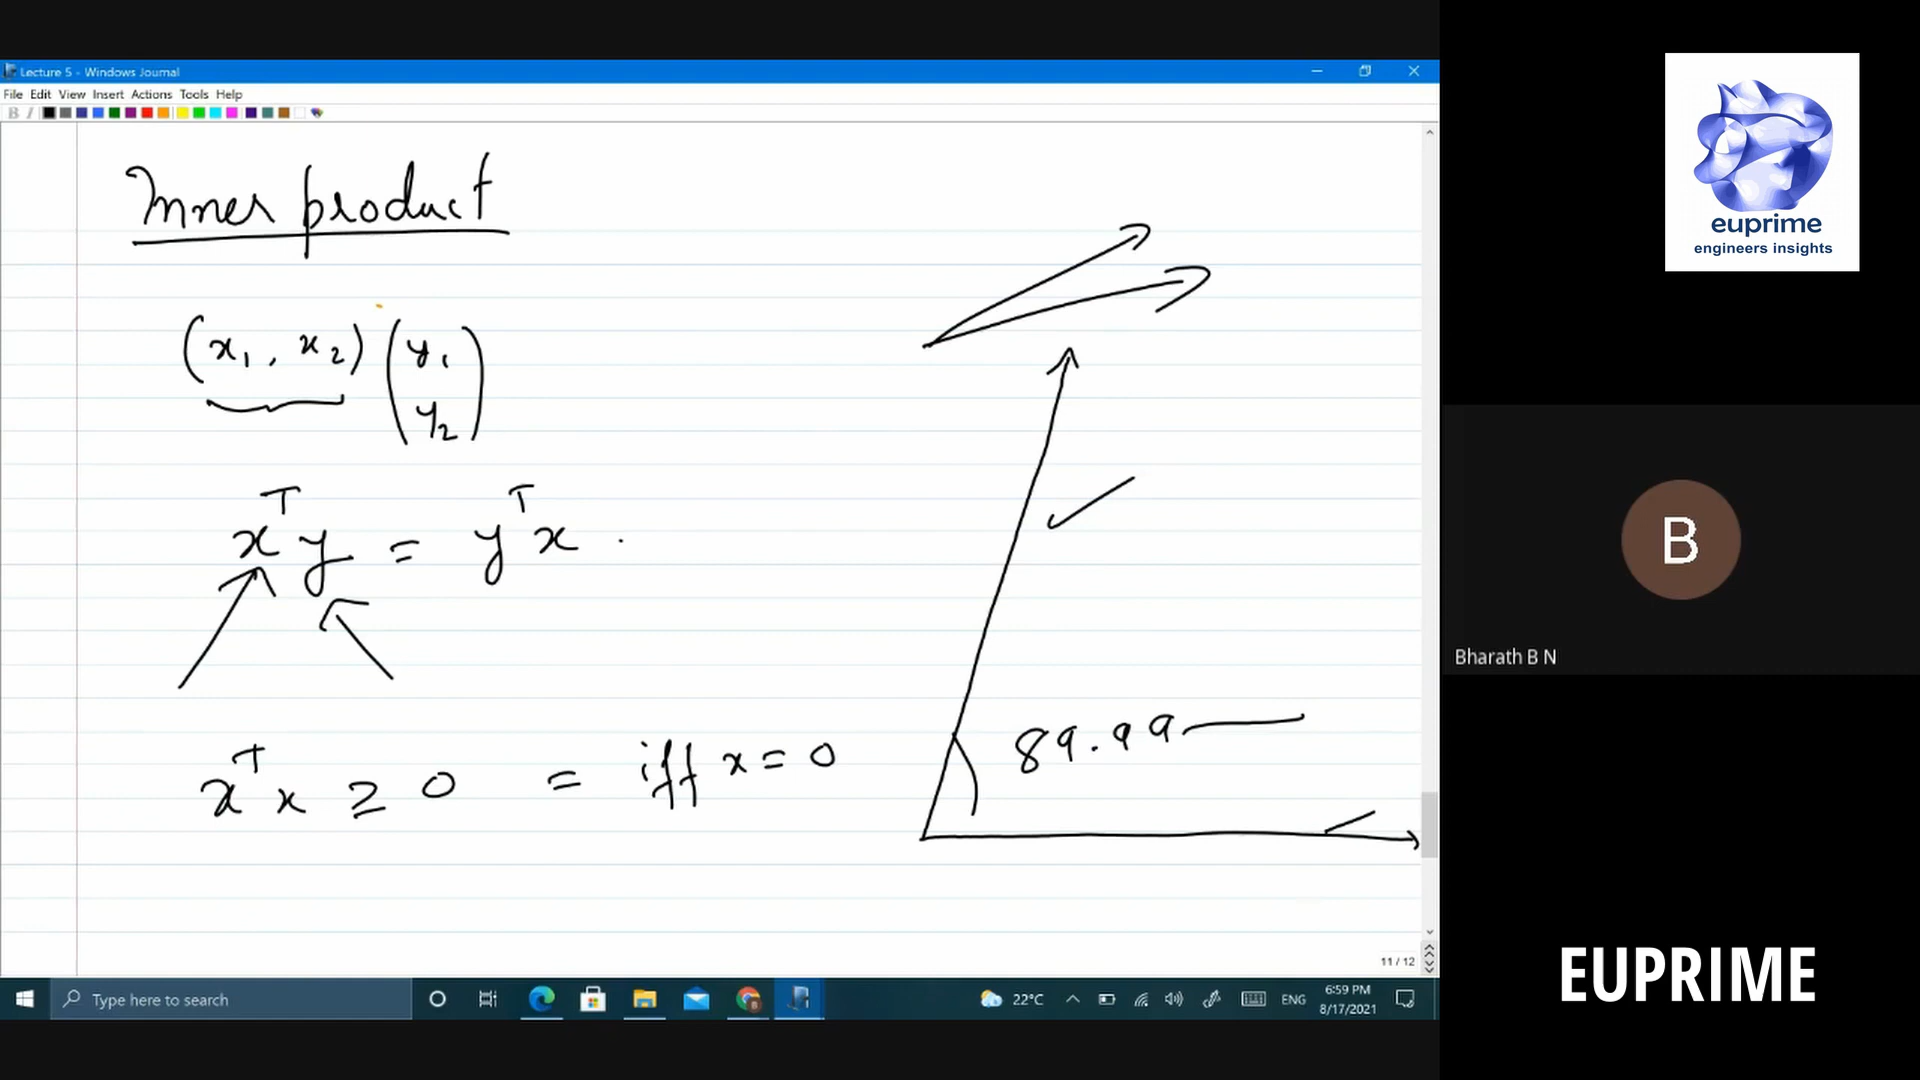 Lecture 5 - Windows Journal
File Edit View Insert Actions Tools Help
B I
Inner product
(x₁, x₂) (y₁
y₂)
xᵀy = yᵀx .
89.99
xᵀx ≥ 0 = iff x = 0
11 / 12
Type here to search
22°C ENG 6:59 PM
8/17/2021
euprime
engineers insights
B
Bharath B N
EUPRIME